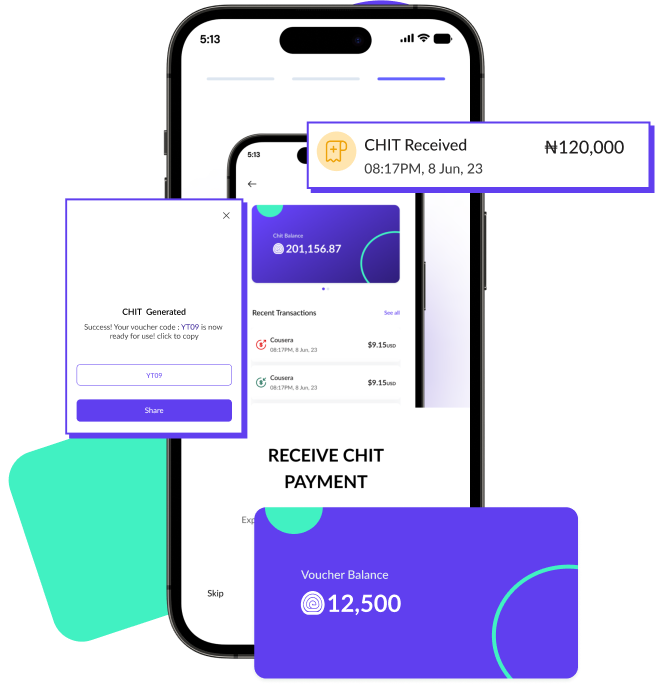 5:13
CHIT Received
₦120,000
08:17PM, 8 Jun, 23
5:13
Chit Balance
201,156.87
Recent Transactions
See all
Cousera
08:17PM, 8 Jun, 23
$9.15USD
Cousera
08:17PM, 8 Jun, 23
$9.15USD
CHIT Generated
Success! Your voucher code : YT09 is now
ready for use! click to copy
YT09
Share
RECEIVE CHIT
PAYMENT
Exp
Skip
Voucher Balance
12,500